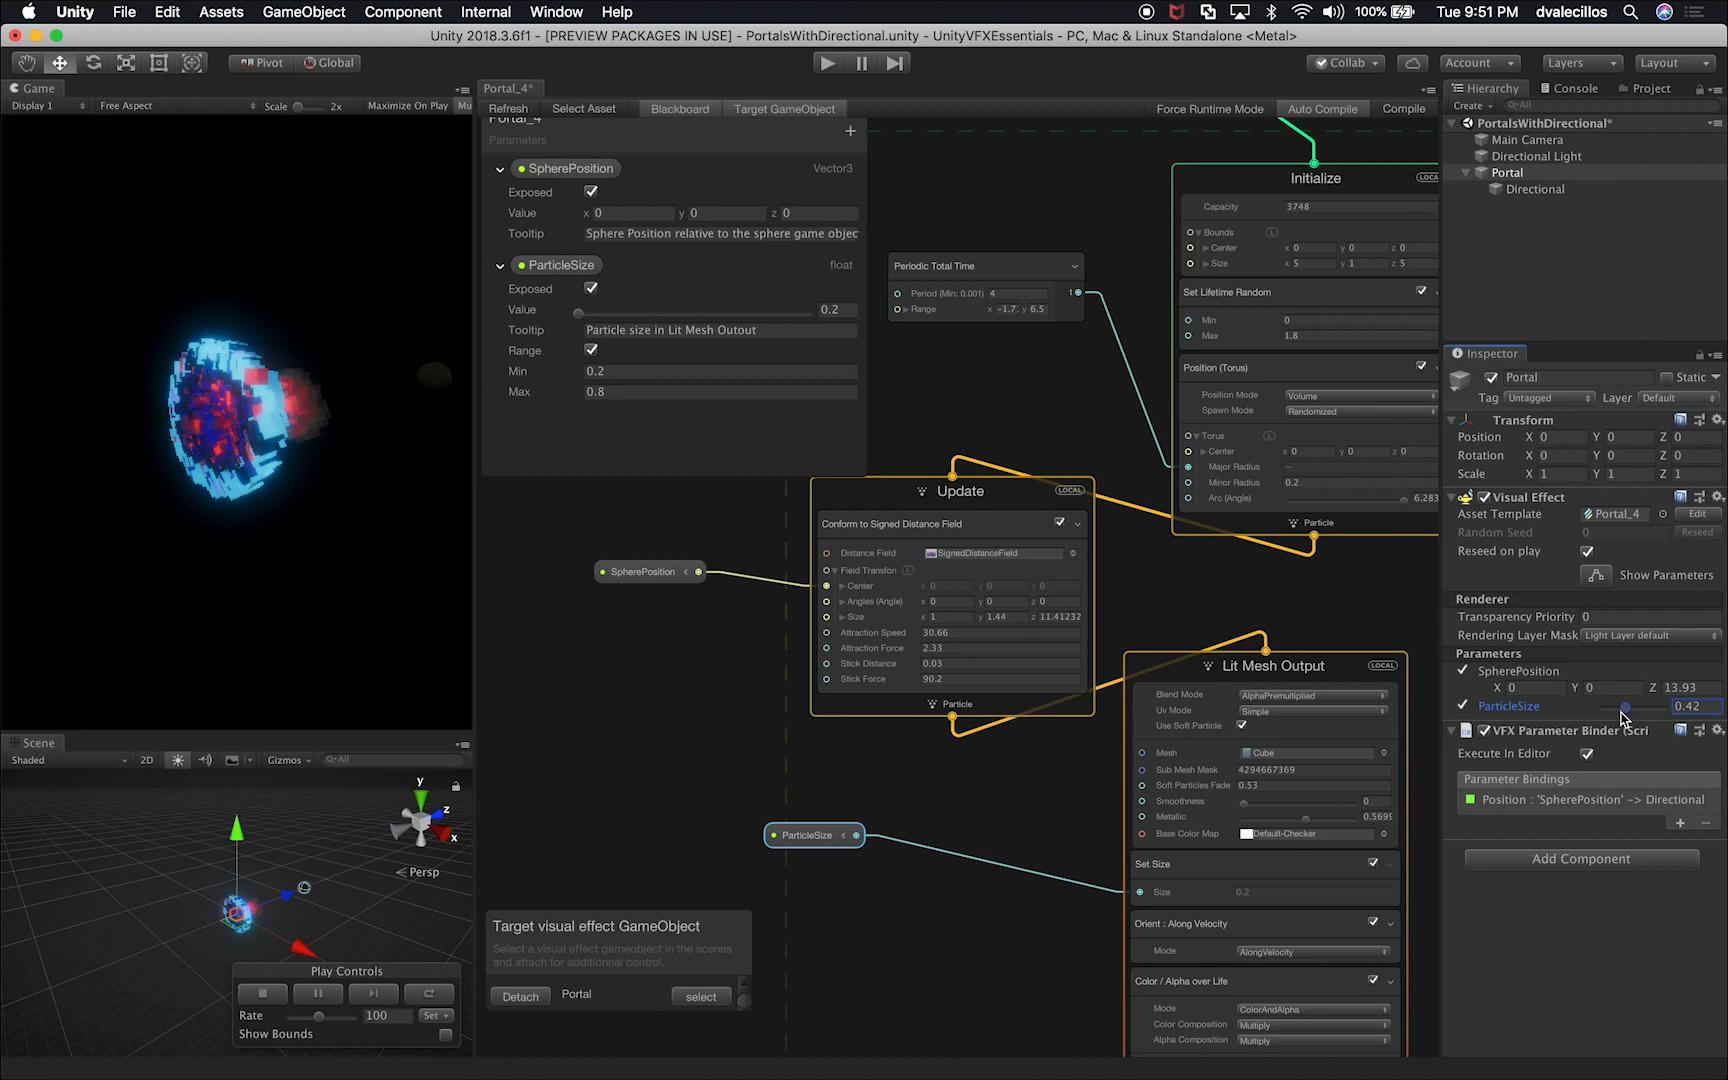 Unity File Edit Assets GameObject Component Internal Window Help 100% Tue 9:51 PM dvalecillos
Unity 2018.3.6f1 - [PREVIEW PACKAGES IN USE] - PortalsWithDirectional.unity - UnityVFXEssentials - PC, Mac & Linux Standalone <Metal>
Pivot Global Collab Account Layers Layout
Game
Display 1 Free Aspect Scale 2x Maximize On Play Mu
Portal_4*
Refresh Select Asset Blackboard Target GameObject Force Runtime Mode Auto Compile Compile
Portal_4
Parameters
SpherePosition Vector3
Exposed
Value x 0 y 0 z 0
Tooltip Sphere Position relative to the sphere game objec
ParticleSize float
Exposed
Value 0.2
Tooltip Particle size in Lit Mesh Outout
Range
Min 0.2
Max 0.8
Periodic Total Time
Period (Min: 0.001) 4 t
Range x -1.7 y 6.5
Initialize LOCA
Capacity 3748
Bounds L
Center x 0 y 0 z 0
Size x 5 y 1 z 5
Set Lifetime Random
Min 0
Max 1.8
Position (Torus)
Position Mode Volume
Spawn Mode Randomized
Torus L
Center x 0 y 0 z 0
Major Radius
Minor Radius 0.2
Arc (Angle) 6.283
Particle
Update LOCAL
Conform to Signed Distance Field
Distance Field SignedDistanceField
Field Transforn L
Center x 0 y 0 z 0
Angles (Angle) x 0 y 0 z 0
Size x 1 y 1.44 z 11.41232
Attraction Speed 30.66
Attraction Force 2.33
Stick Distance 0.03
Stick Force 90.2
Particle
SpherePosition
ParticleSize
Lit Mesh Output LOCAL
Blend Mode AlphaPremultiplied
Uv Mode Simple
Use Soft Particle
Mesh Cube
Sub Mesh Mask 4294667369
Soft Particles Fade 0.53
Smoothness 0
Metallic 0.5699
Base Color Map Default-Checker
Set Size
Size 0.2
Orient : Along Velocity
Mode AlongVelocity
Color / Alpha over Life
Mode ColorAndAlpha
Color Composition Multiply
Alpha Composition Multiply
Target visual effect GameObject
Select a visual effect gameobject in the scenes
and attach for additionnal control.
Detach Portal select
Scene
Shaded 2D Gizmos All
y
z
x
Persp
Play Controls
Rate 100 Set
Show Bounds
Hierarchy Console Project
Create All
PortalsWithDirectional*
Main Camera
Directional Light
Portal
Directional
Inspector
Portal Static
Tag Untagged Layer Default
Transform
Position X 0 Y 0 Z 0
Rotation X 0 Y 0 Z 0
Scale X 1 Y 1 Z 1
Visual Effect
Asset Template Portal_4 Edit
Random Seed 0 Reseed
Reseed on play
Show Parameters
Renderer
Transparency Priority 0
Rendering Layer Mask Light Layer default
Parameters
SpherePosition
X 0 Y 0 Z 13.93
ParticleSize 0.42
VFX Parameter Binder Scri
Execute In Editor
Parameter Bindings
Position : 'SpherePosition' -> Directional
Add Component